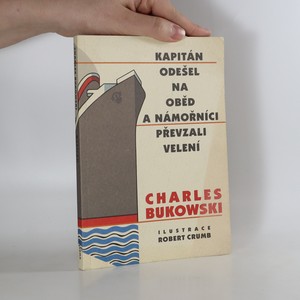 KAPITÁN
ODEŠEL
NA
OBĚD
A NÁMOŘNÍCI
PŘEVZALI
VELENÍ
CHARLES
BUKOWSKI
ILUSTRACE
ROBERT CRUMB